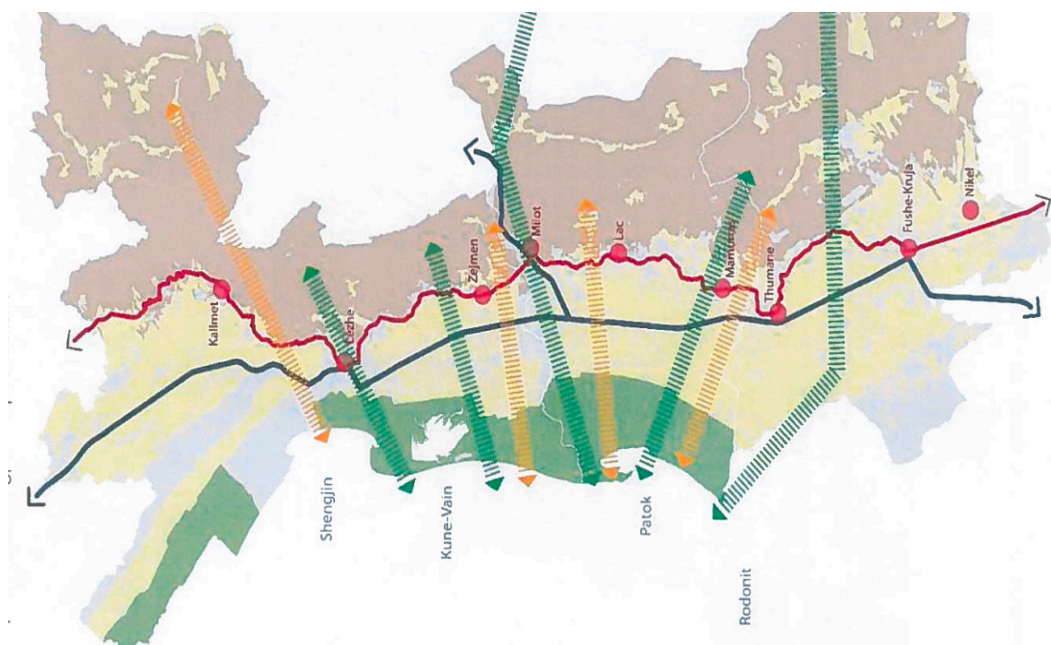 Kallmet
Lezhe
Zejmen
Milot
Lac
Mamurras
Thumane
Fushe-Kruja
Nikel
Shengjin
Kune-Vain
Patok
Rodonit